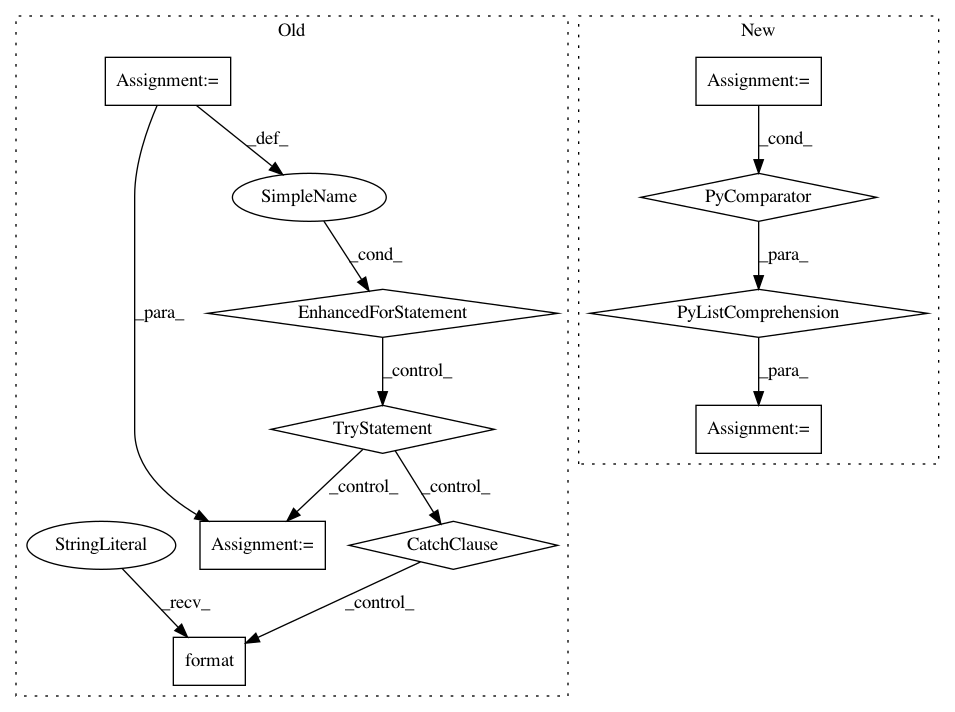 Old
New
Assignment:=
Assignment:=
_def_
_cond_
SimpleName
PyComparator
_cond_
_para_
_para_
EnhancedForStatement
PyListComprehension
_control_
_para_
TryStatement
Assignment:=
_control_
_control_
StringLiteral
Assignment:=
CatchClause
_recv_
_control_
format